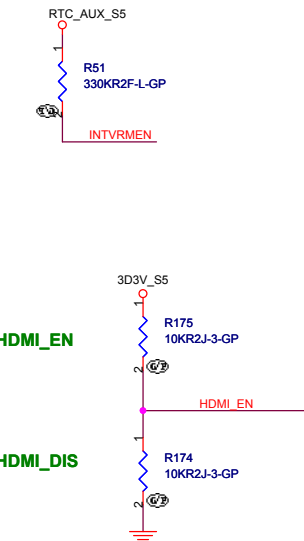 RTC_AUX_S5
1
R51
330KR2F-L-GP
2
INTVRMEN
3D3V_S5
1
R175
10KR2J-3-GP
HDMI_EN
2
HDMI_EN
1
R174
10KR2J-3-GP
HDMI_DIS
2